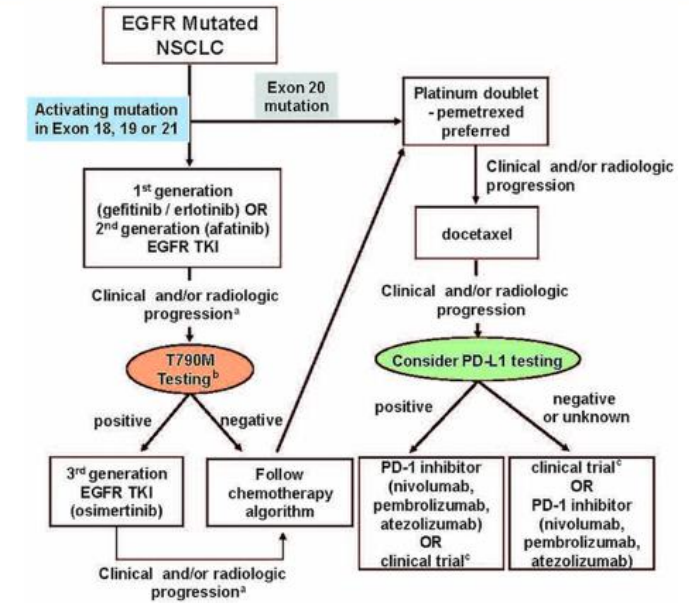 EGFR Mutated
NSCLC
Exon 20
mutation
Activating mutation
in Exon 18, 19 or 21
Platinum doublet
- pemetrexed
preferred
Clinical and/or radiologic
progression
1st generation
(gefitinib / erlotinib) OR
2nd generation (afatinib)
EGFR TKI
docetaxel
Clinical and/or radiologic
progressionᵃ
Clinical and/or radiologic
progression
T790M
Testingᵇ
Consider PD-L1 testing
positive
negative
positive
negative
or unknown
3rd generation
EGFR TKI
(osimertinib)
Follow
chemotherapy
algorithm
PD-1 inhibitor
(nivolumab,
pembrolizumab,
atezolizumab)
OR
clinical trialᶜ
clinical trialᶜ
OR
PD-1 inhibitor
(nivolumab,
pembrolizumab,
atezolizumab)
Clinical and/or radiologic
progressionᵃ